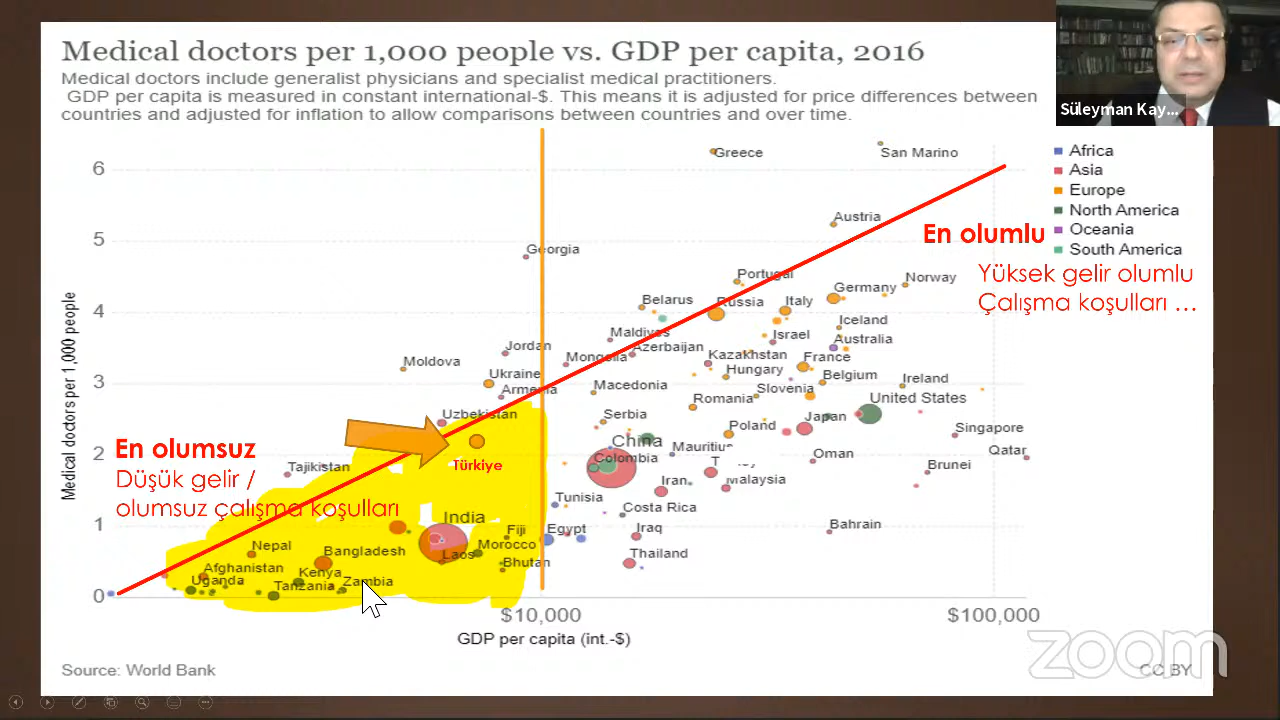 Medical doctors per 1,000 people vs. GDP per capita, 2016
Medical doctors include generalist physicians and specialist medical practitioners.
GDP per capita is measured in constant international-$. This means it is adjusted for price differences between
countries and adjusted for inflation to allow comparisons between countries and over time.
Süleyman Kay...
Africa
Asia
Europe
North America
Oceania
South America
En olumlu
Yüksek gelir olumlu
Çalışma koşulları ...
En olumsuz
Düşük gelir /
olumsuz çalışma koşulları
Medical doctors per 1,000 people
6
5
4
3
2
1
0
Greece
San Marino
Austria
Georgia
Portugal
Norway
Germany
Belarus
Russia
Italy
Iceland
Maldives
Israel
Australia
Jordan
Azerbaijan
Moldova
Mongolia
Kazakhstan
France
Ukraine
Hungary
Belgium
Armenia
Macedonia
Slovenia
Ireland
Romania
United States
Uzbekistan
Serbia
Poland
Japan
Singapore
China
Mauritius
Türkiye
Colombia
Oman
Qatar
Tajikistan
Brunei
Iran
Malaysia
Tunisia
Costa Rica
India
Fiji
Egypt
Iraq
Bahrain
Nepal
Bangladesh
Morocco
Laos
Thailand
Afghanistan
Kenya
Bhutan
Uganda
Tanzania
Zambia
$10,000
$100,000
GDP per capita (int.-$)
Source: World Bank
CC BY
zoom